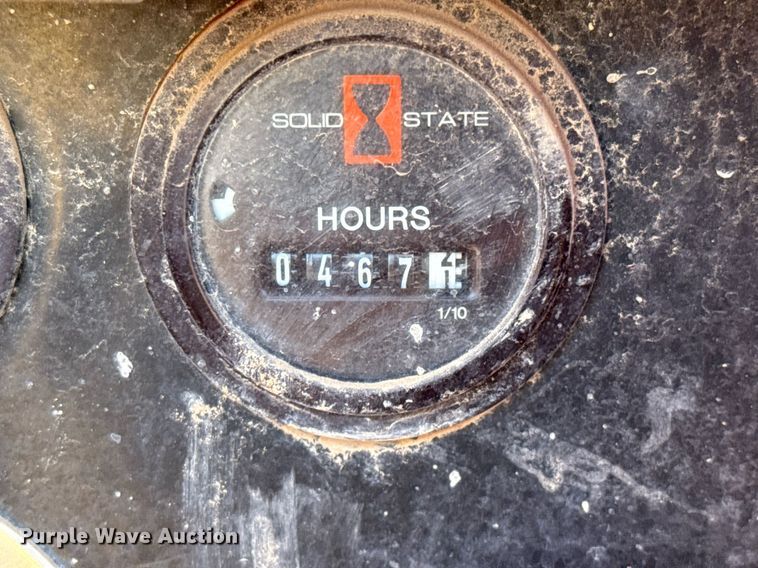 SOLID STATE
HOURS
0467
1/10
Purple Wave Auction